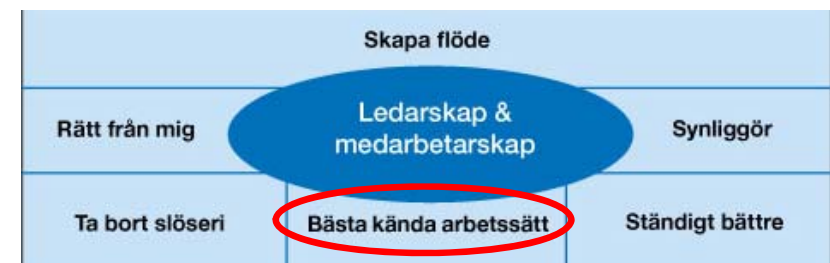 Skapa flöde
Rätt från mig
Ledarskap &
medarbetarskap
Synliggör
Ta bort slöseri
Bästa kända arbetssätt
Ständigt bättre